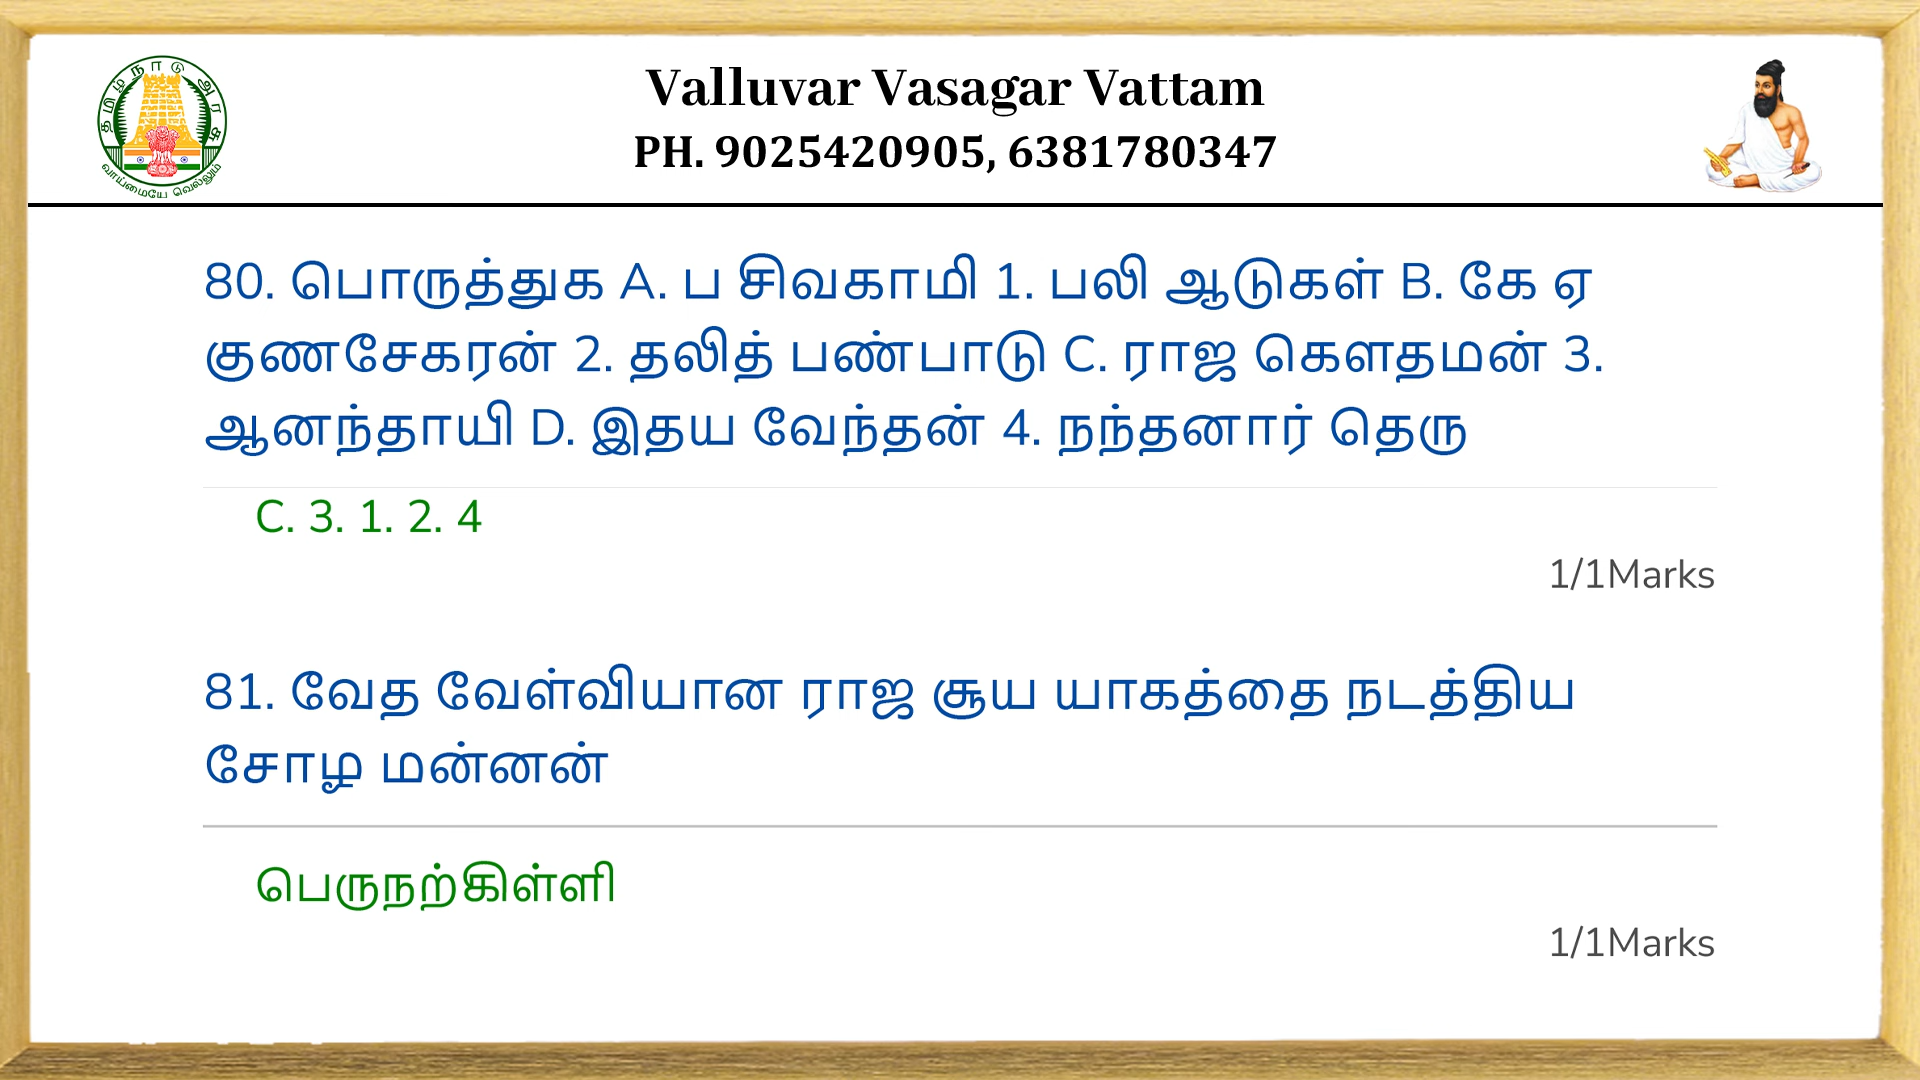 தமிழ்நாடு அரசு
வாய்மையே வெல்லும்
Valluvar Vasagar Vattam
PH. 9025420905, 6381780347
80. பொருத்துக A. ப சிவகாமி 1. பலி ஆடுகள் B. கே ஏ
குணசேகரன் 2. தலித் பண்பாடு C. ராஜ கௌதமன் 3.
ஆனந்தாயி D. இதய வேந்தன் 4. நந்தனார் தெரு
C. 3. 1. 2. 4
1/1Marks
81. வேத வேள்வியான ராஜ சூய யாகத்தை நடத்திய
சோழ மன்னன்
பெருநற்கிள்ளி
1/1Marks